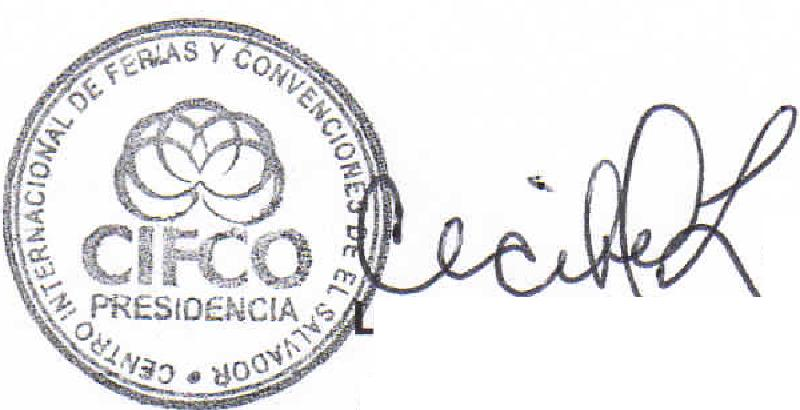 CENTRO INTERNACIONAL DE FERIAS Y CONVENCIONES DE EL SALVADOR •
CIFCO
PRESIDENCIA
L